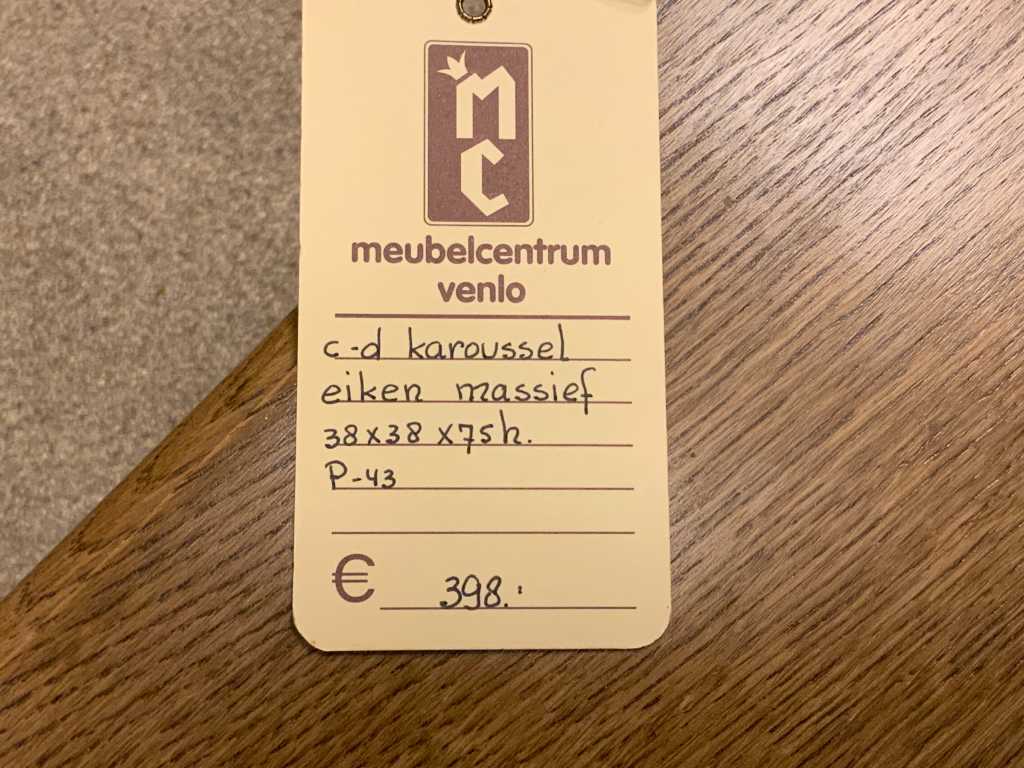 MC
meubelcentrum
venlo
c-d karoussel
eiken massief
38x38 x75h.
P-43
€ 398.-